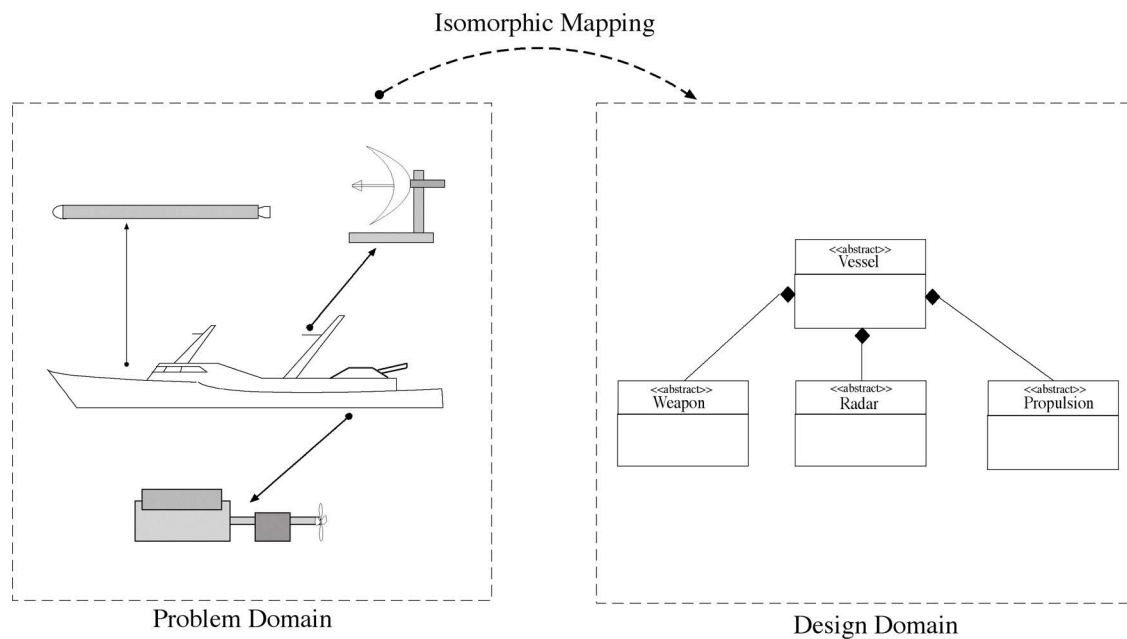 Isomorphic Mapping
<<abstract>>
Vessel
<<abstract>>
Weapon
<<abstract>>
Radar
<<abstract>>
Propulsion
Problem Domain
Design Domain